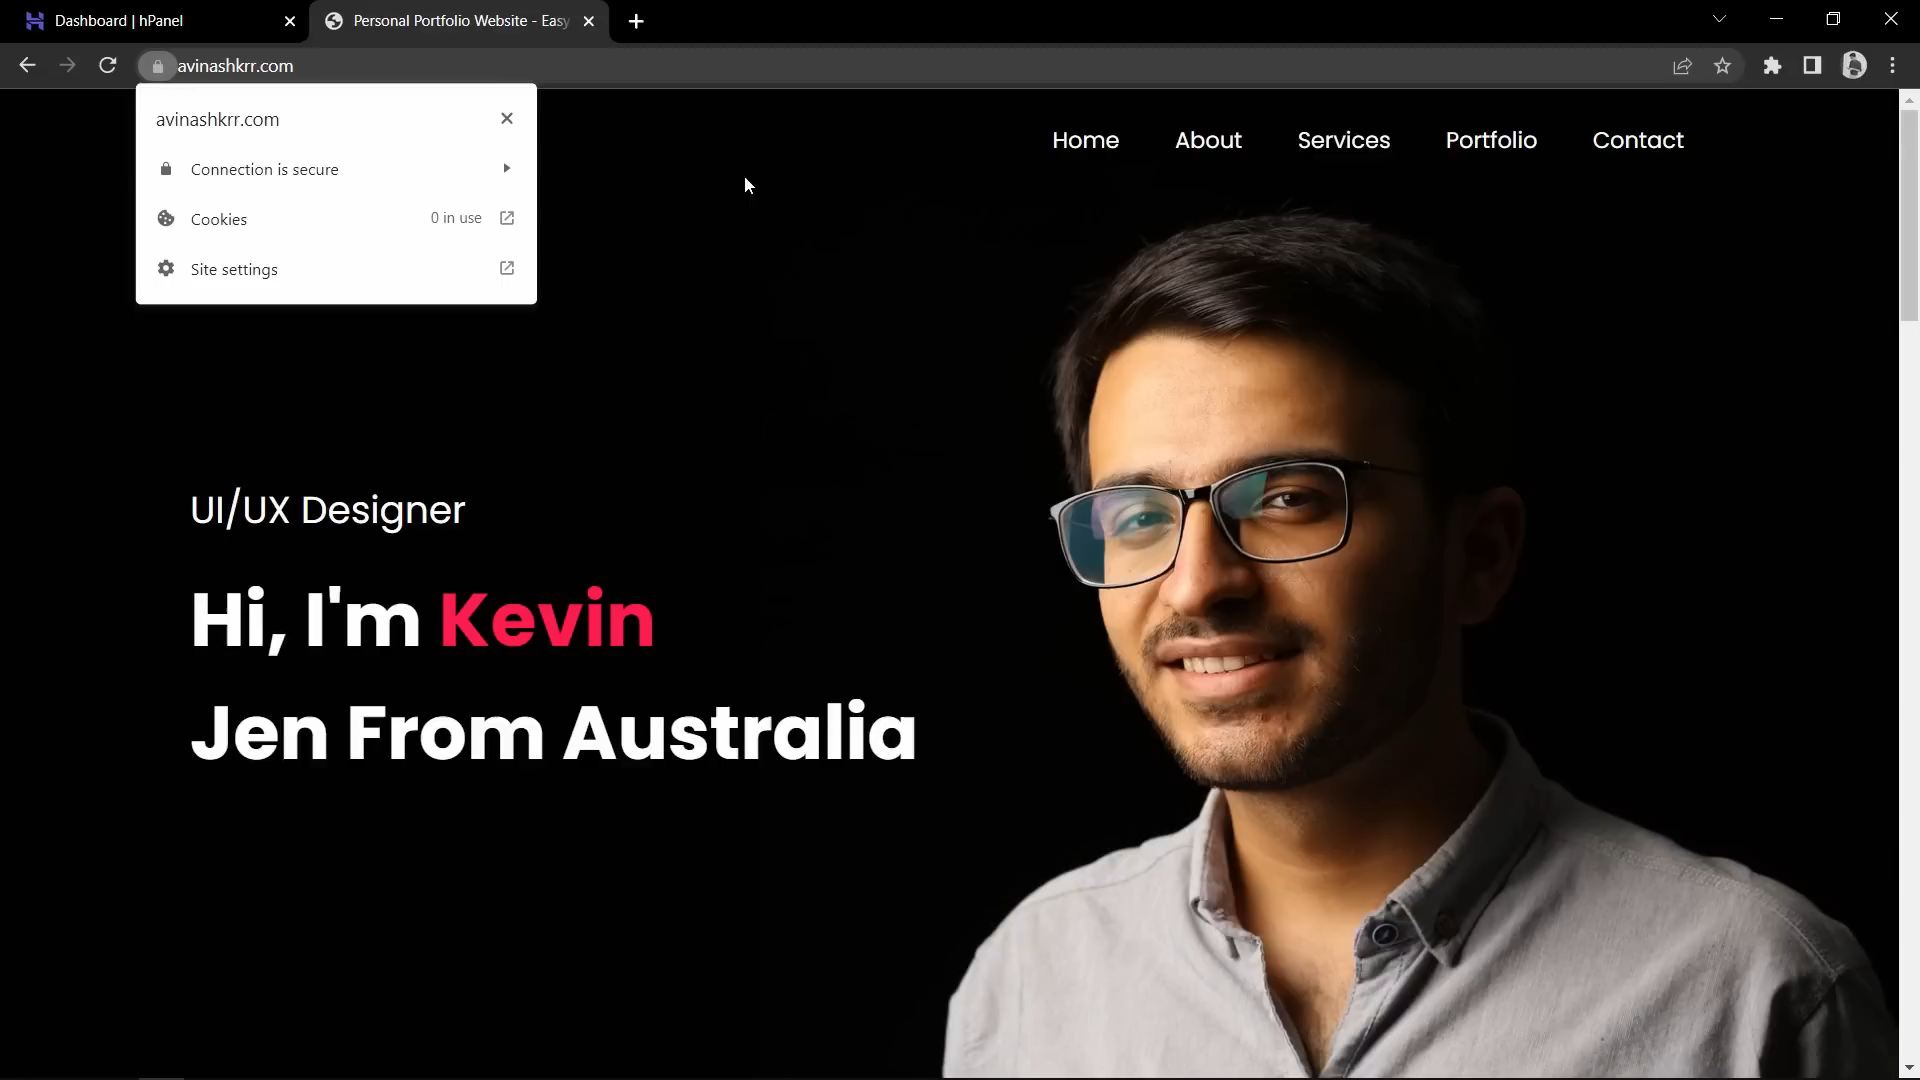 Dashboard | hPanel
Personal Portfolio Website - Easy
avinashkrr.com
avinashkrr.com
Connection is secure
Cookies 0 in use
Site settings
Home About Services Portfolio Contact
UI/UX Designer
Hi, I'm Kevin
Jen From Australia